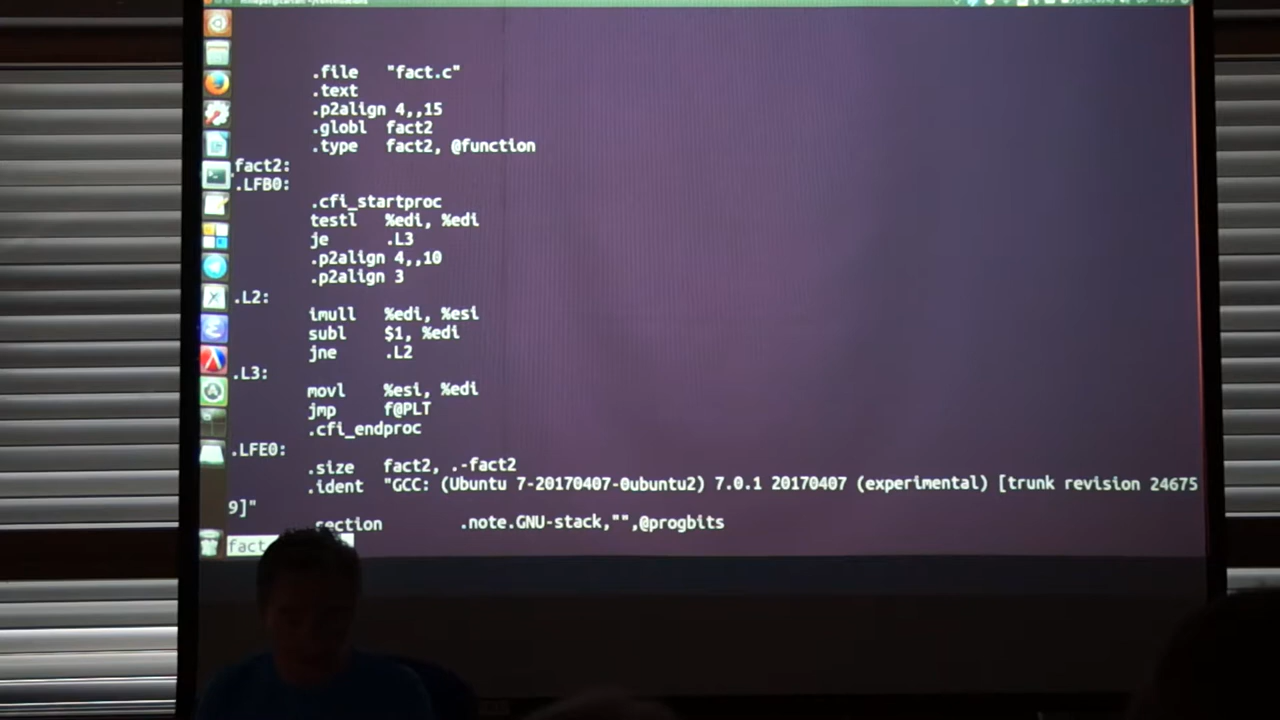 .file "fact.c"
.text
.p2align 4,,15
.globl fact2
.type fact2, @function
fact2:
.LFB0:
.cfi_startproc
testl %edi, %edi
je .L3
.p2align 4,,10
.p2align 3
.L2:
imull %edi, %esi
subl $1, %edi
jne .L2
.L3:
movl %esi, %edi
jmp f@PLT
.cfi_endproc
.LFE0:
.size fact2, .-fact2
.ident "GCC: (Ubuntu 7-20170407-0ubuntu2) 7.0.1 20170407 (experimental) [trunk revision 24675
9]"
.section .note.GNU-stack,"",@progbits
fact